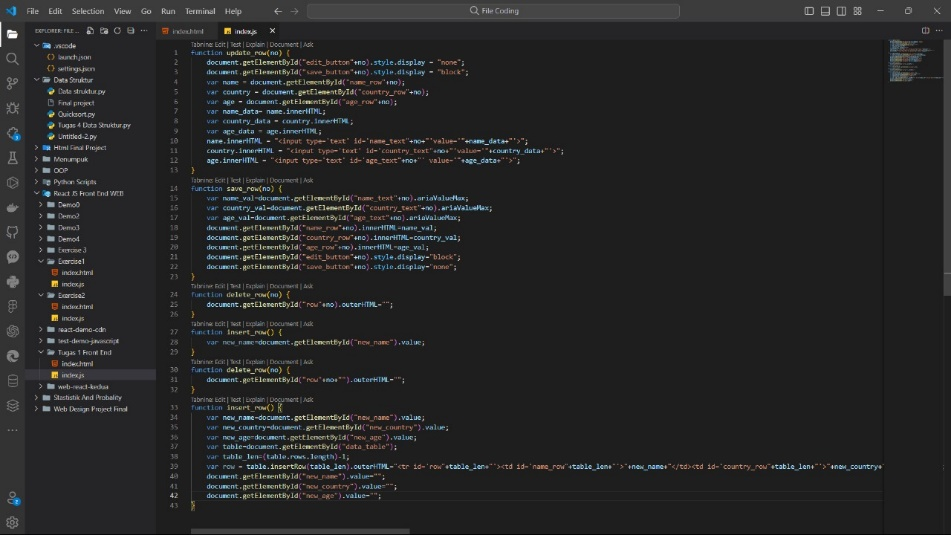 File Edit Selection View Go Run Terminal Help
File Coding
EXPLORER: FILE ...
index.html
index.js
.vscode
launch.json
settings.json
Data Struktur
Data struktur.py
Final project
Quicksort.py
Tugas 4 Data Struktur.py
Untitled-2.py
Html Final Project
Menumpuk
OOP
Python Scripts
React JS Front End WEB
Demo0
Demo2
Demo3
Demo4
Exercise 3
Exercise1
index.html
index.js
Exercise2
index.html
index.js
react-demo-cdn
test-demo-javascript
Tugas 1 Front End
index.html
index.js
web-react-kedua
Statistik And Probality
Web Design Project Final
Tabnine: Edit | Test | Explain | Document | Ask
1 function update_row(no) {
2 document.getElementById("edit_button"+no).style.display = "none";
3 document.getElementById("save_button"+no).style.display = "block";
4 var name = document.getElementById("name_row"+no);
5 var country = document.getElementById("country_row"+no);
6 var age = document.getElementById("age_row"+no);
7 var name_data= name.innerHTML;
8 var country_data = country.innerHTML;
9 var age_data = age.innerHTML;
10 name.innerHTML = "<input type='text' id='name_text"+no+"'value='"+name_data+"'>";
11 country.innerHTML = "<input type='text' id='country_text"+no+"'value='"+country_data+"'>";
12 age.innerHTML = "<input type='text' id='age_text"+no+"' value='"+age_data+"'>";
13 }
Tabnine: Edit | Test | Explain | Document | Ask
14 function save_row(no) {
15 var name_val=document.getElementById("name_text"+no).ariaValueMax;
16 var country_val=document.getElementById("country_text"+no).ariaValueMax;
17 var age_val=document.getElementById("age_text"+no).ariaValueMax;
18 document.getElementById("name_row"+no).innerHTML=name_val;
19 document.getElementById("country_row"+no).innerHTML=country_val;
20 document.getElementById("age_row"+no).innerHTML=age_val;
21 document.getElementById("edit_button"+no).style.display="block";
22 document.getElementById("save_button"+no).style.display="none";
23 }
Tabnine: Edit | Test | Explain | Document | Ask
24 function delete_row(no) {
25 document.getElementById("row"+no).outerHTML="";
26 }
Tabnine: Edit | Test | Explain | Document | Ask
27 function insert_row() {
28 var new_name=document.getElementById("new_name").value;
29 }
Tabnine: Edit | Test | Explain | Document | Ask
30 function delete_row(no) {
31 document.getElementById("row"+no+"").outerHTML="";
32 }
Tabnine: Edit | Test | Explain | Document | Ask
33 function insert_row() {
34 var new_name=document.getElementById("new_name").value;
35 var new_country=document.getElementById("new_country").value;
36 var new_age=document.getElementById("new_age").value;
37 var table=document.getElementById("data_table");
38 var table_len=(table.rows.length)-1;
39 var row = table.insertRow(table_len).outerHTML="<tr id='row"+table_len+"'><td id='name_row"+table_len+"'>"+new_name+"</td><td id='country_row"+table_len+"'>"+new_country+"
40 document.getElementById("new_name").value="";
41 document.getElementById("new_country").value="";
42 document.getElementById("new_age").value="";
43 }